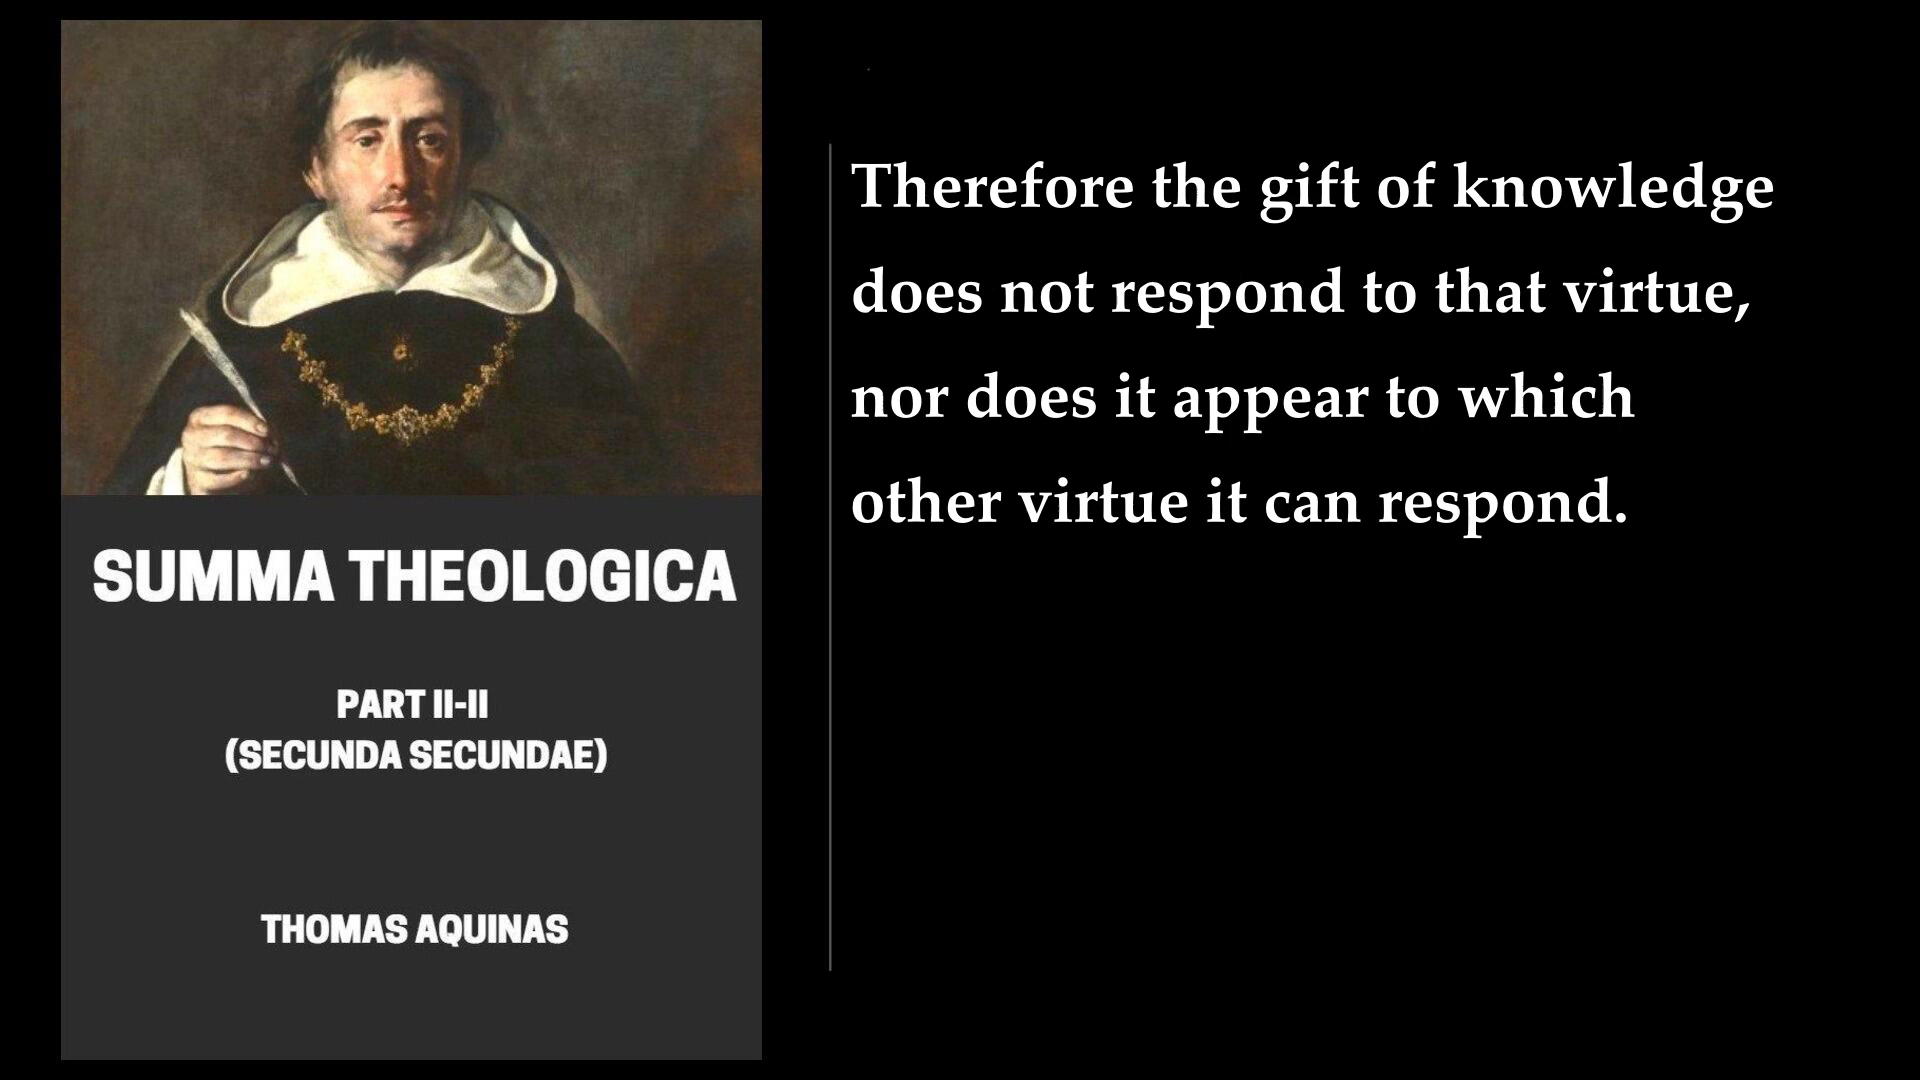 SUMMA THEOLOGICA
PART II-II
(SECUNDA SECUNDAE)
THOMAS AQUINAS
Therefore the gift of knowledge
does not respond to that virtue,
nor does it appear to which
other virtue it can respond.